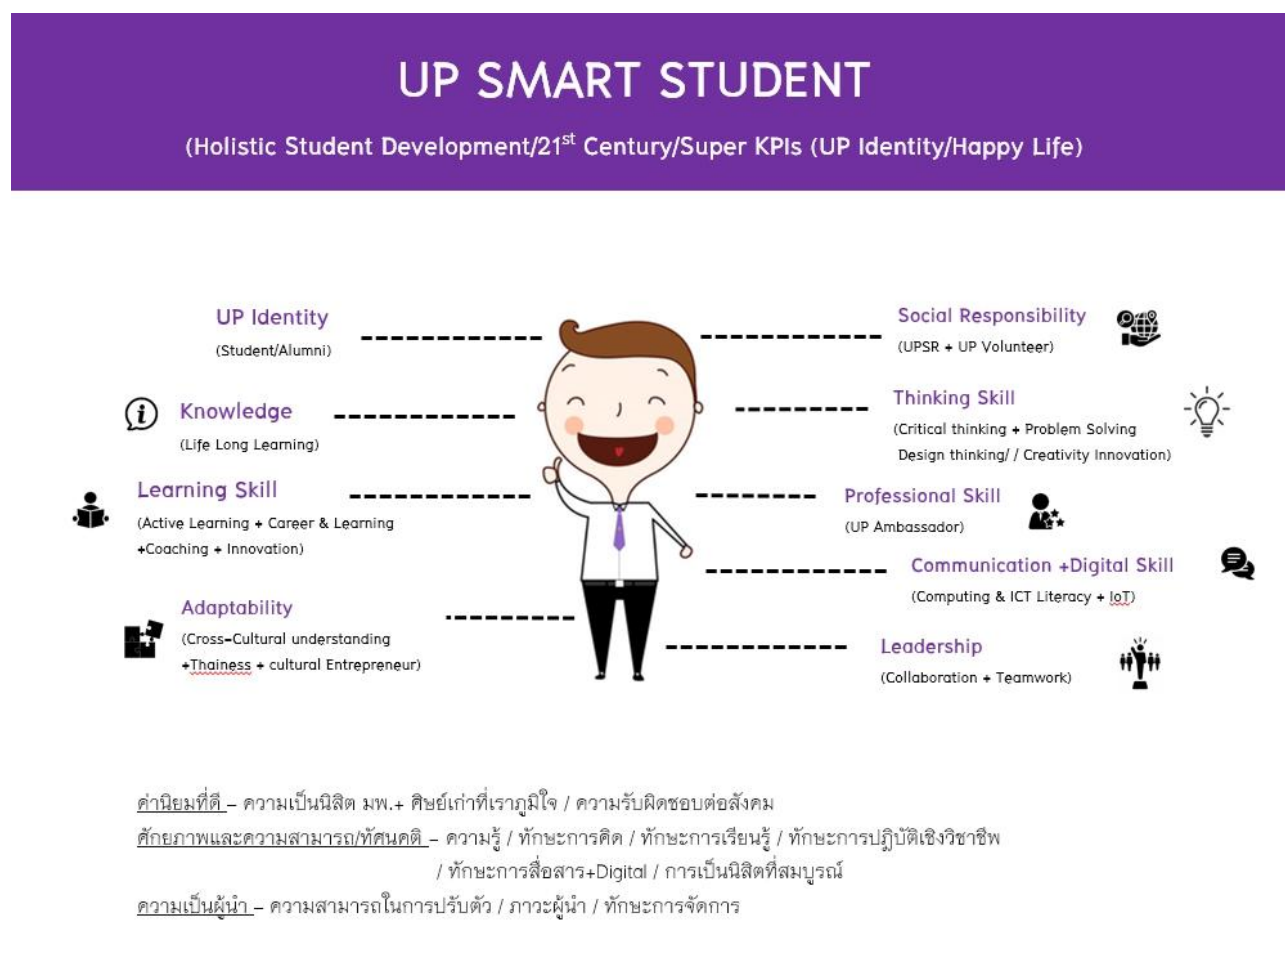 UP SMART STUDENT
(Holistic Student Development/21st Century/Super KPIs (UP Identity/Happy Life)
UP Identity
(Student/Alumni)
Knowledge
(Life Long Learning)
Learning Skill
(Active Learning + Career & Learning
+Coaching + Innovation)
Adaptability
(Cross-Cultural understanding
+Thainess + cultural Entrepreneur)
Social Responsibility
(UPSR + UP Volunteer)
Thinking Skill
(Critical thinking + Problem Solving
Design thinking/ / Creativity Innovation)
Professional Skill
(UP Ambassador)
Communication +Digital Skill
(Computing & ICT Literacy + IoT)
Leadership
(Collaboration + Teamwork)
ค่านิยมที่ดี – ความเป็นนิสิต มพ.+ ศิษย์เก่าที่เราภูมิใจ / ความรับผิดชอบต่อสังคม
ศักยภาพและความสามารถ/ทัศนคติ – ความรู้ / ทักษะการคิด / ทักษะการเรียนรู้ / ทักษะการปฏิบัติเชิงวิชาชีพ
/ ทักษะการสื่อสาร+Digital / การเป็นนิสิตที่สมบูรณ์
ความเป็นผู้นำ – ความสามารถในการปรับตัว / ภาวะผู้นำ / ทักษะการจัดการ